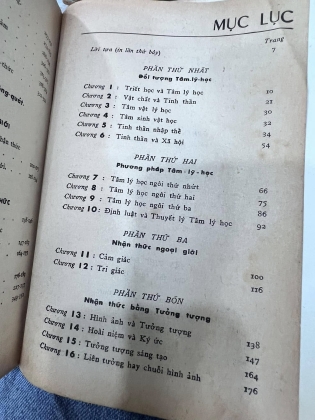 MỤC LỤC
Trang
Lời tựa (in lần thứ bảy) 7
PHẦN THỨ NHẤT
Đối tượng Tâm-lý-học
Chương 1 : Triết học và Tâm lý học 10
Chương 2 : Vật chất và Tinh thần 21
Chương 3 : Tâm vật lý học 30
Chương 4 : Tâm sinh vật học 32
Chương 5 : Tinh thần nhập thể 34
Chương 6 : Tinh thần và Xã hội 54
PHẦN THỨ HAI
Phương pháp Tâm-lý-học
Chương 7 : Tâm lý học ngôi thứ nhứt 66
Chương 8 : Tâm lý học ngôi thứ hai 75
Chương 9 : Tâm lý học ngôi thứ ba 86
Chương 10 : Định luật và Thuyết lý Tâm lý học 92
PHẦN THỨ BA
Nhận thức ngoại giới
Chương 11 : Cảm giác 100
Chương 12 : Tri giác 116
PHẦN THỨ BỐN
Nhận thức bằng Tưởng tượng
Chương 13 : Hình ảnh và Tưởng tượng 138
Chương 14 : Hoài niệm và Ký ức 147
Chương 15 : Tưởng tượng sáng tạo 164
Chương 16 : Liên tưởng hay chuỗi hình ảnh 176